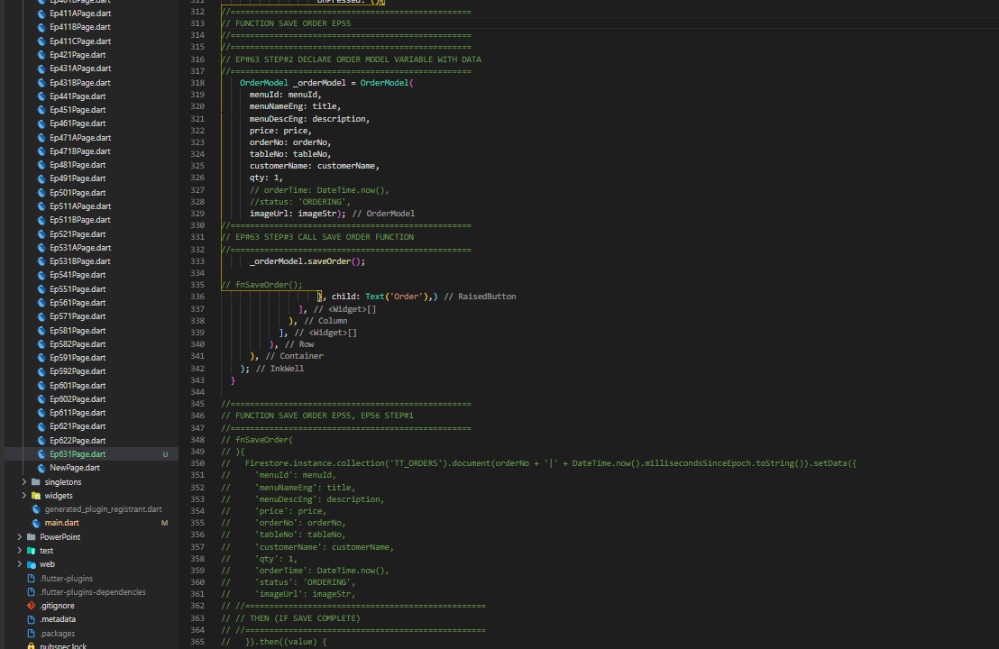 Ep401BPage.dart
Ep411APage.dart
Ep411BPage.dart
Ep411CPage.dart
Ep421Page.dart
Ep431APage.dart
Ep431BPage.dart
Ep441Page.dart
Ep451Page.dart
Ep461Page.dart
Ep471APage.dart
Ep471BPage.dart
Ep481Page.dart
Ep491Page.dart
Ep501Page.dart
Ep511APage.dart
Ep511BPage.dart
Ep521Page.dart
Ep531APage.dart
Ep531BPage.dart
Ep541Page.dart
Ep551Page.dart
Ep561Page.dart
Ep571Page.dart
Ep581Page.dart
Ep582Page.dart
Ep591Page.dart
Ep592Page.dart
Ep601Page.dart
Ep602Page.dart
Ep611Page.dart
Ep621Page.dart
Ep622Page.dart
Ep631Page.dart U
NewPage.dart
singletons
widgets
generated_plugin_registrant.dart
main.dart M
PowerPoint
test
web
.flutter-plugins
.flutter-plugins-dependencies
.gitignore
.metadata
.packages
pubspec.lock
311 onPressed: (){
312 //==================================================
313 // FUNCTION SAVE ORDER EP55
314 //==================================================
315 //==================================================
316 // EP#63 STEP#2 DECLARE ORDER MODEL VARIABLE WITH DATA
317 //==================================================
318 OrderModel _orderModel = OrderModel(
319 menuId: menuId,
320 menuNameEng: title,
321 menuDescEng: description,
322 price: price,
323 orderNo: orderNo,
324 tableNo: tableNo,
325 customerName: customerName,
326 qty: 1,
327 // orderTime: DateTime.now(),
328 //status: 'ORDERING',
329 imageUrl: imageStr); // OrderModel
330 //==================================================
331 // EP#63 STEP#3 CALL SAVE ORDER FUNCTION
332 //==================================================
333 _orderModel.saveOrder();
334
335 // fnSaveOrder();
336 }, child: Text('Order'),) // RaisedButton
337 ], // <Widget>[]
338 ), // Column
339 ], // <Widget>[]
340 ), // Row
341 ), // Container
342 ); // InkWell
343 }
344
345 //==================================================
346 // FUNCTION SAVE ORDER EP55, EP56 STEP#1
347 //==================================================
348 // fnSaveOrder(
349 // ){
350 // Firestore.instance.collection('TT_ORDERS').document(orderNo + '|' + DateTime.now().millisecondsSinceEpoch.toString()).setData({
351 // 'menuId': menuId,
352 // 'menuNameEng': title,
353 // 'menuDescEng': description,
354 // 'price': price,
355 // 'orderNo': orderNo,
356 // 'tableNo': tableNo,
357 // 'customerName': customerName,
358 // 'qty': 1,
359 // 'orderTime': DateTime.now(),
360 // 'status': 'ORDERING',
361 // 'imageUrl': imageStr,
362 // //==================================================
363 // // THEN (IF SAVE COMPLETE)
364 // //==================================================
365 // }).then((value) {